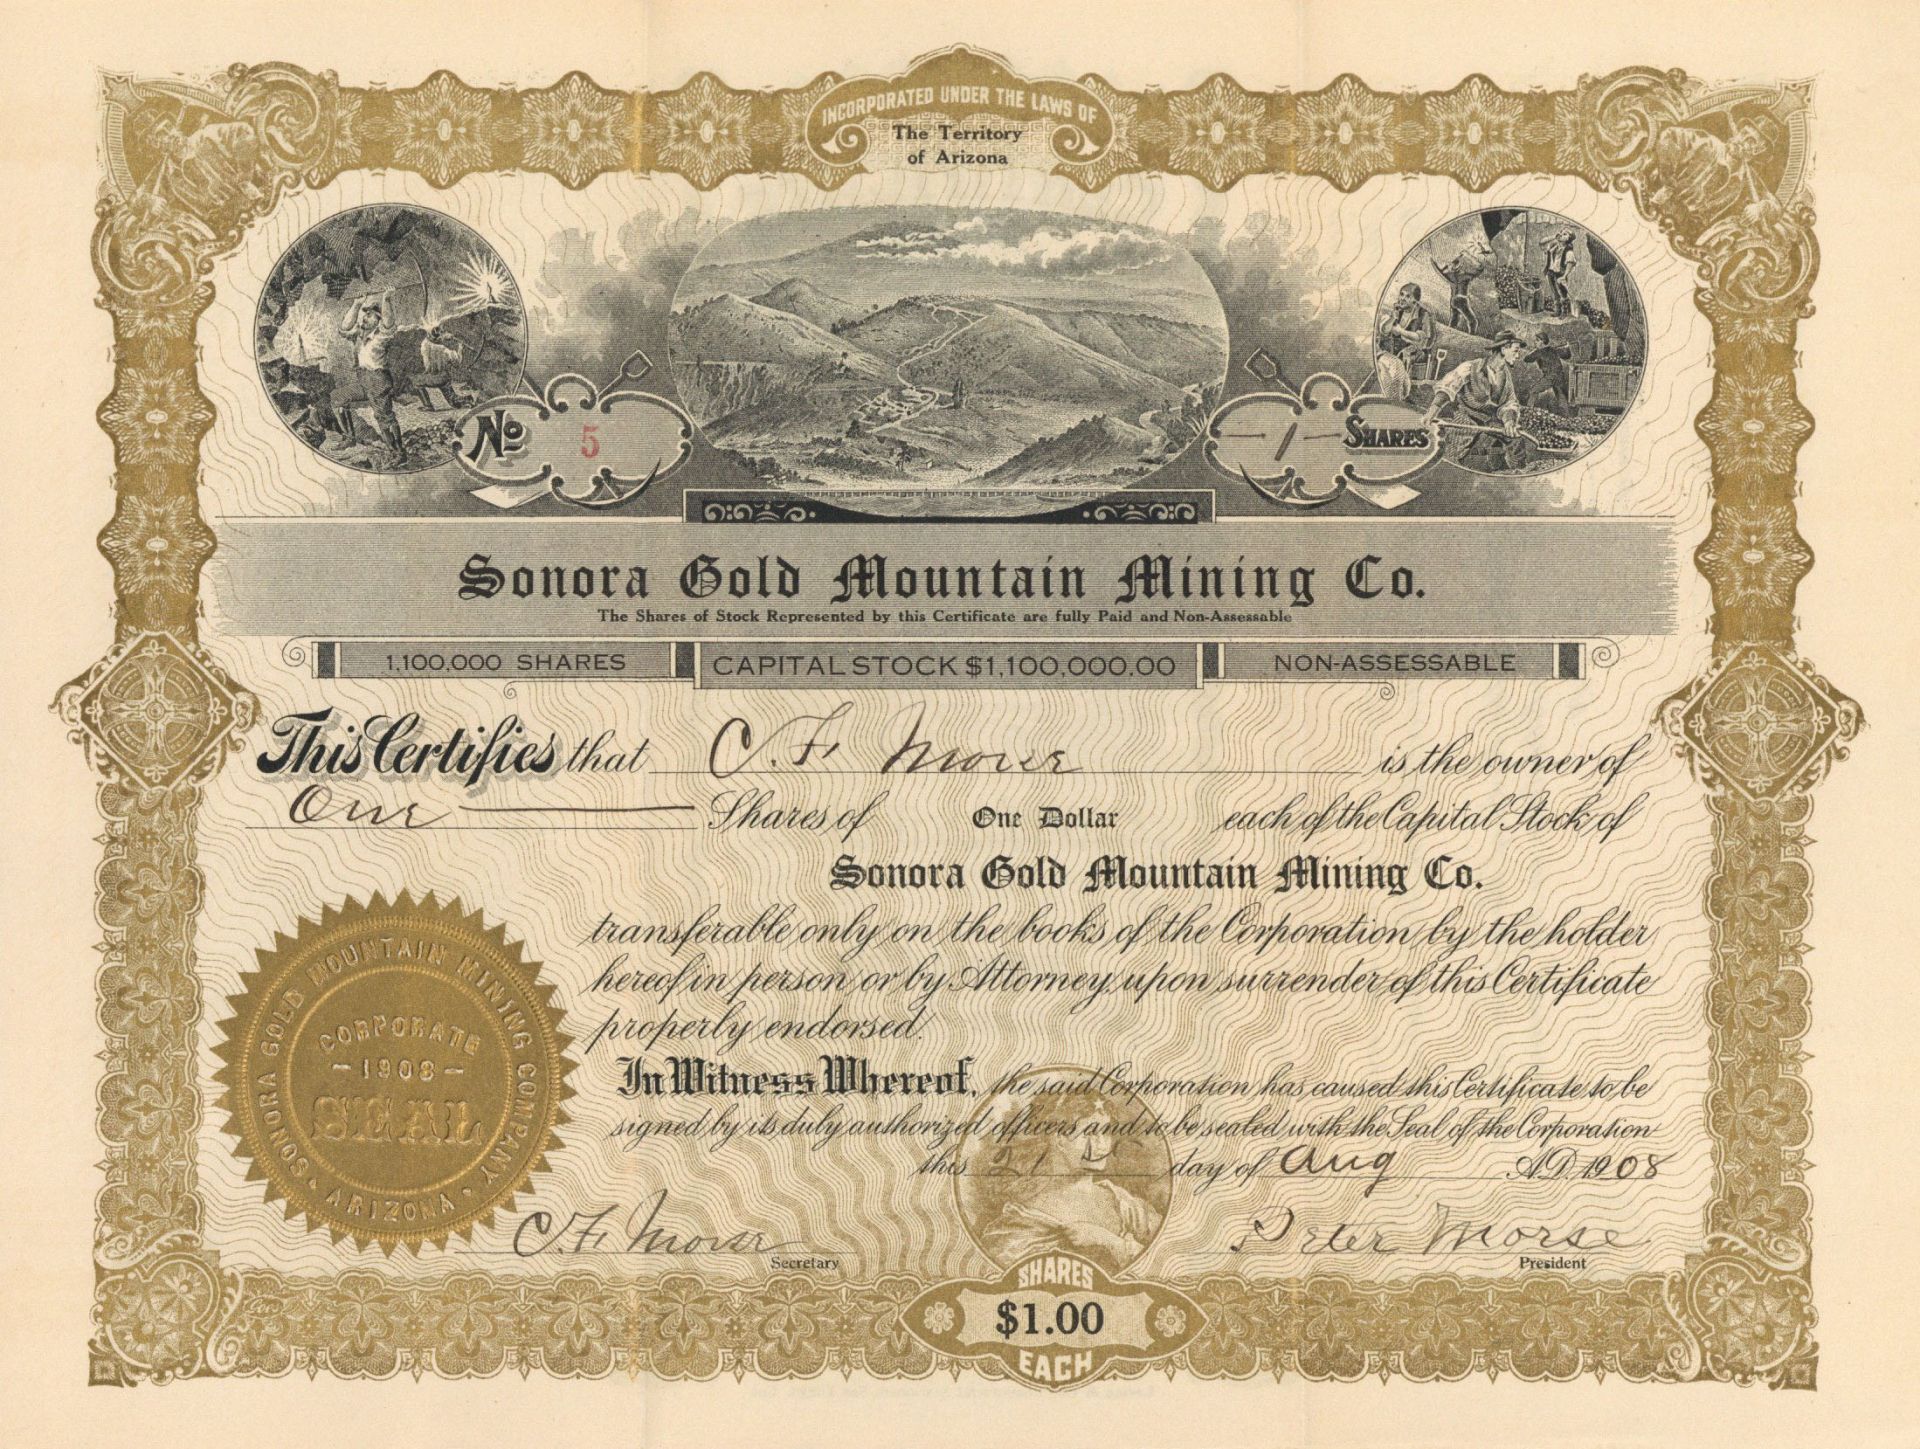 INCORPORATED UNDER THE LAWS OF
The Territory
of Arizona
No 5
- 1 - SHARES
Sonora Gold Mountain Mining Co.
The Shares of Stock Represented by this Certificate are fully Paid and Non-Assessable
1,100,000 SHARES CAPITAL STOCK $1,100,000.00 NON-ASSESSABLE
This Certifies that C. F. Morse is the owner of
One Shares of One Dollar each of the Capital Stock of
Sonora Gold Mountain Mining Co.
transferable only on the books of the Corporation by the holder
hereof in person or by Attorney, upon surrender of this Certificate
properly endorsed.
In Witness Whereof, the said Corporation has caused this Certificate to be
signed by its duly authorized officers and to be sealed with the Seal of the Corporation
this 21st day of Aug A.D. 1908
SONORA GOLD MOUNTAIN MINING COMPANY
CORPORATE
- 1908 -
SEAL
• ARIZONA •
C. F. Morse
Secretary
Peter Morse
President
SHARES
$1.00
EACH